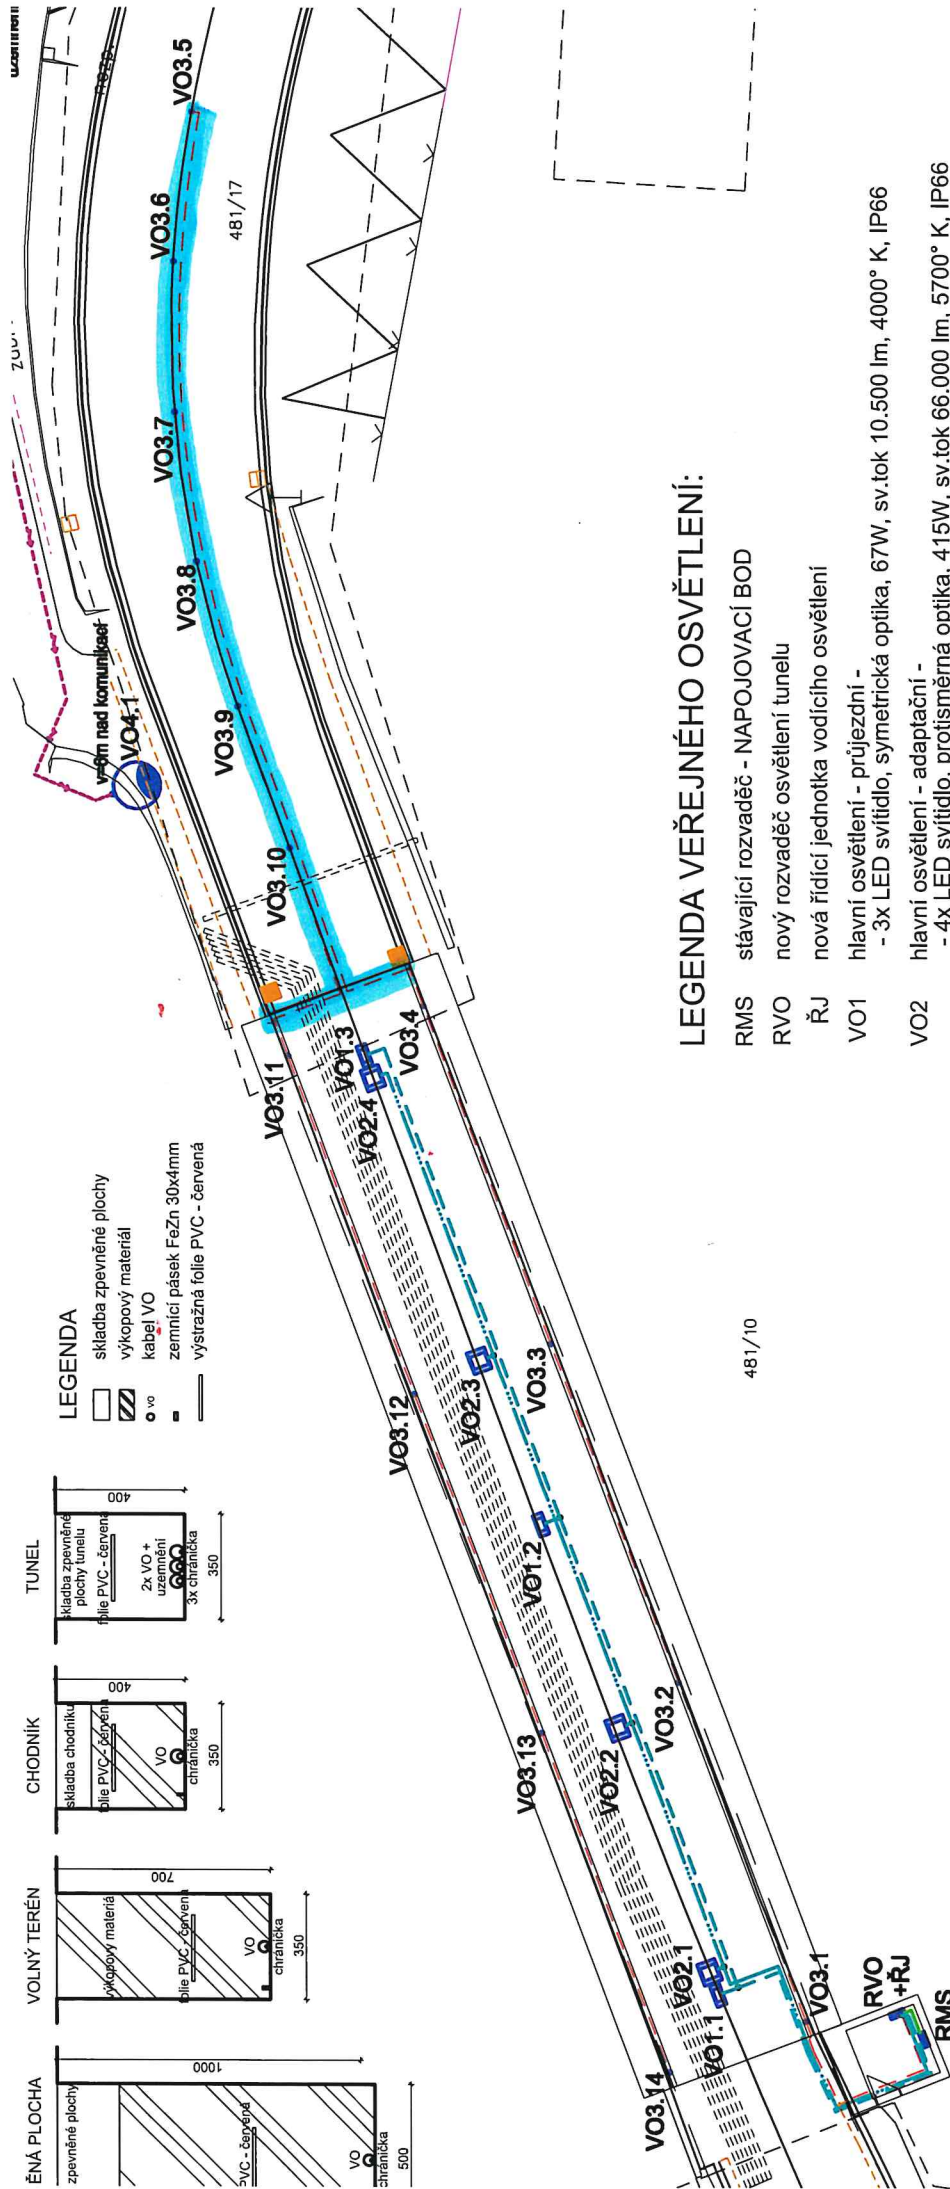 ĚNÁ PLOCHA
zpevněné plochy
PVC - červená
VO
chránička
500
1000
VOLNÝ TERÉN
výkopový materiál
folie PVC - červená
VO
chránička
350
700
CHODNÍK
skladba chodníku
folie PVC - červená
VO
chránička
350
400
TUNEL
skladba zpevněné
plochy tunelu
folie PVC - červená
2x VO +
uzemnění
3x chránička
350
400
LEGENDA
skladba zpevněné plochy
výkopový materiál
VO kabel VO
zemnící pásek FeZn 30x4mm
výstražná folie PVC - červená
v=6m nad komunikací
VO4.1
VO3.5
VO3.6
VO3.7
VO3.8
VO3.9
VO3.10
VO3.11
VO3.12
VO3.13
VO3.14
VO1.3
VO2.4
VO3.4
VO2.3
VO3.3
VO1.2
VO2.2
VO3.2
VO2.1
VO1.1
VO3.1
RVO
+ŘJ
RMS
481/17
481/10
LEGENDA VEŘEJNÉHO OSVĚTLENÍ:
RMS stávající rozvaděč - NAPOJOVACÍ BOD
RVO nový rozvaděč osvětlení tunelu
ŘJ nová řídící jednotka vodícího osvětlení
VO1 hlavní osvětlení - průjezdní -
- 3x LED svítidlo, symetrická optika, 67W, sv.tok 10.500 lm, 4000° K, IP66
VO2 hlavní osvětlení - adaptační -
- 4x LED svítidlo, protisměrná optika, 415W, sv.tok 66.000 lm, 5700° K, IP66